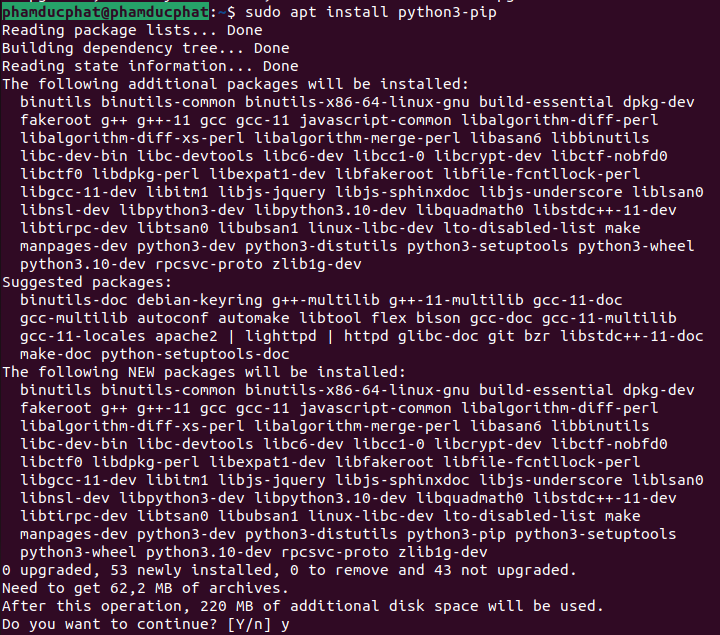 phamducphat@phamducphat:~$ sudo apt install python3-pip
Reading package lists... Done
Building dependency tree... Done
Reading state information... Done
The following additional packages will be installed:
  binutils binutils-common binutils-x86-64-linux-gnu build-essential dpkg-dev
  fakeroot g++ g++-11 gcc gcc-11 javascript-common libalgorithm-diff-perl
  libalgorithm-diff-xs-perl libalgorithm-merge-perl libasan6 libbinutils
  libc-dev-bin libc-devtools libc6-dev libcc1-0 libcrypt-dev libctf-nobfd0
  libctf0 libdpkg-perl libexpat1-dev libfakeroot libfile-fcntllock-perl
  libgcc-11-dev libitm1 libjs-jquery libjs-sphinxdoc libjs-underscore liblsan0
  libnsl-dev libpython3-dev libpython3.10-dev libquadmath0 libstdc++-11-dev
  libtirpc-dev libtsan0 libubsan1 linux-libc-dev lto-disabled-list make
  manpages-dev python3-dev python3-distutils python3-setuptools python3-wheel
  python3.10-dev rpcsvc-proto zlib1g-dev
Suggested packages:
  binutils-doc debian-keyring g++-multilib g++-11-multilib gcc-11-doc
  gcc-multilib autoconf automake libtool flex bison gcc-doc gcc-11-multilib
  gcc-11-locales apache2 | lighttpd | httpd glibc-doc git bzr libstdc++-11-doc
  make-doc python-setuptools-doc
The following NEW packages will be installed:
  binutils binutils-common binutils-x86-64-linux-gnu build-essential dpkg-dev
  fakeroot g++ g++-11 gcc gcc-11 javascript-common libalgorithm-diff-perl
  libalgorithm-diff-xs-perl libalgorithm-merge-perl libasan6 libbinutils
  libc-dev-bin libc-devtools libc6-dev libcc1-0 libcrypt-dev libctf-nobfd0
  libctf0 libdpkg-perl libexpat1-dev libfakeroot libfile-fcntllock-perl
  libgcc-11-dev libitm1 libjs-jquery libjs-sphinxdoc libjs-underscore liblsan0
  libnsl-dev libpython3-dev libpython3.10-dev libquadmath0 libstdc++-11-dev
  libtirpc-dev libtsan0 libubsan1 linux-libc-dev lto-disabled-list make
  manpages-dev python3-dev python3-distutils python3-pip python3-setuptools
  python3-wheel python3.10-dev rpcsvc-proto zlib1g-dev
0 upgraded, 53 newly installed, 0 to remove and 43 not upgraded.
Need to get 62,2 MB of archives.
After this operation, 220 MB of additional disk space will be used.
Do you want to continue? [Y/n] y